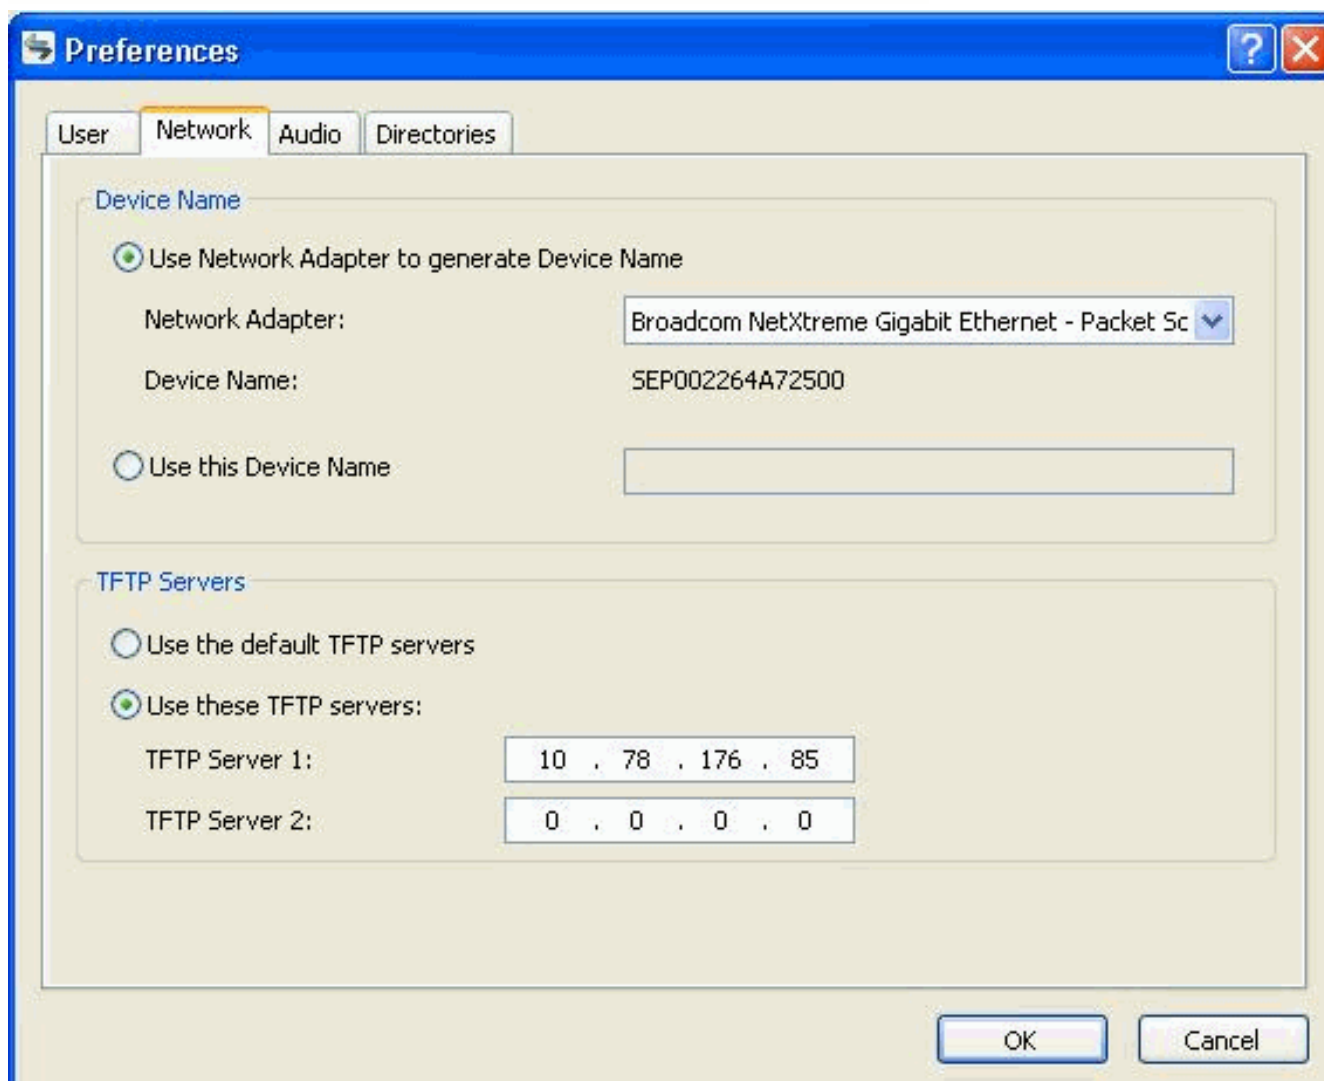 Preferences
?
User Network Audio Directories
Device Name
Use Network Adapter to generate Device Name
Network Adapter: Broadcom NetXtreme Gigabit Ethernet - Packet Sc
Device Name: SEP002264A72500
Use this Device Name
TFTP Servers
Use the default TFTP servers
Use these TFTP servers:
TFTP Server 1: 10 . 78 . 176 . 85
TFTP Server 2: 0 . 0 . 0 . 0
OK Cancel